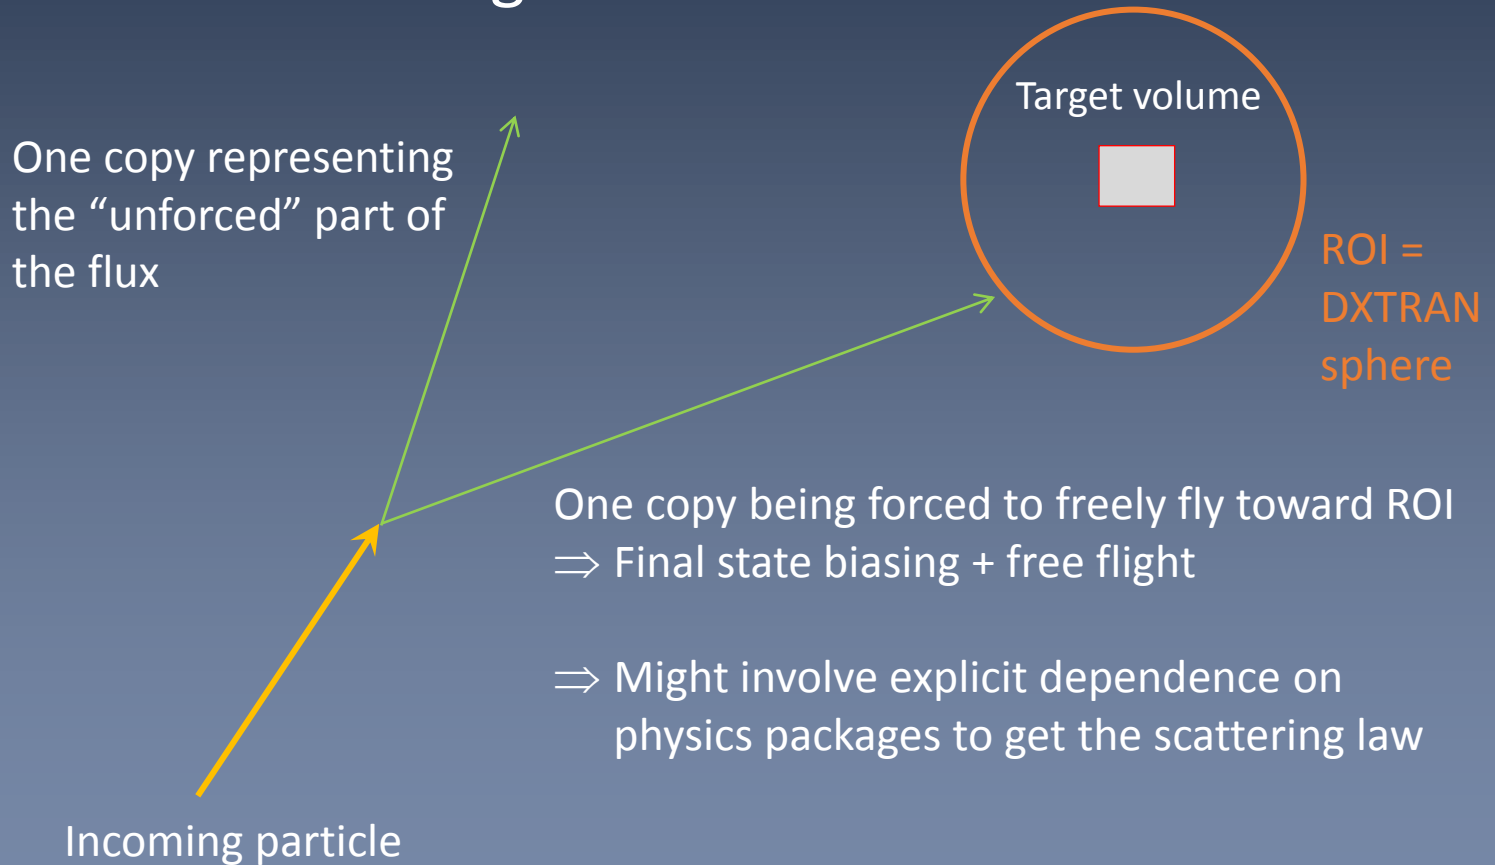 Target volume
One copy representing
the “unforced” part of
the flux
ROI =
DXTRAN
sphere
One copy being forced to freely fly toward ROI
⇒ Final state biasing + free flight
⇒ Might involve explicit dependence on
physics packages to get the scattering law
Incoming particle